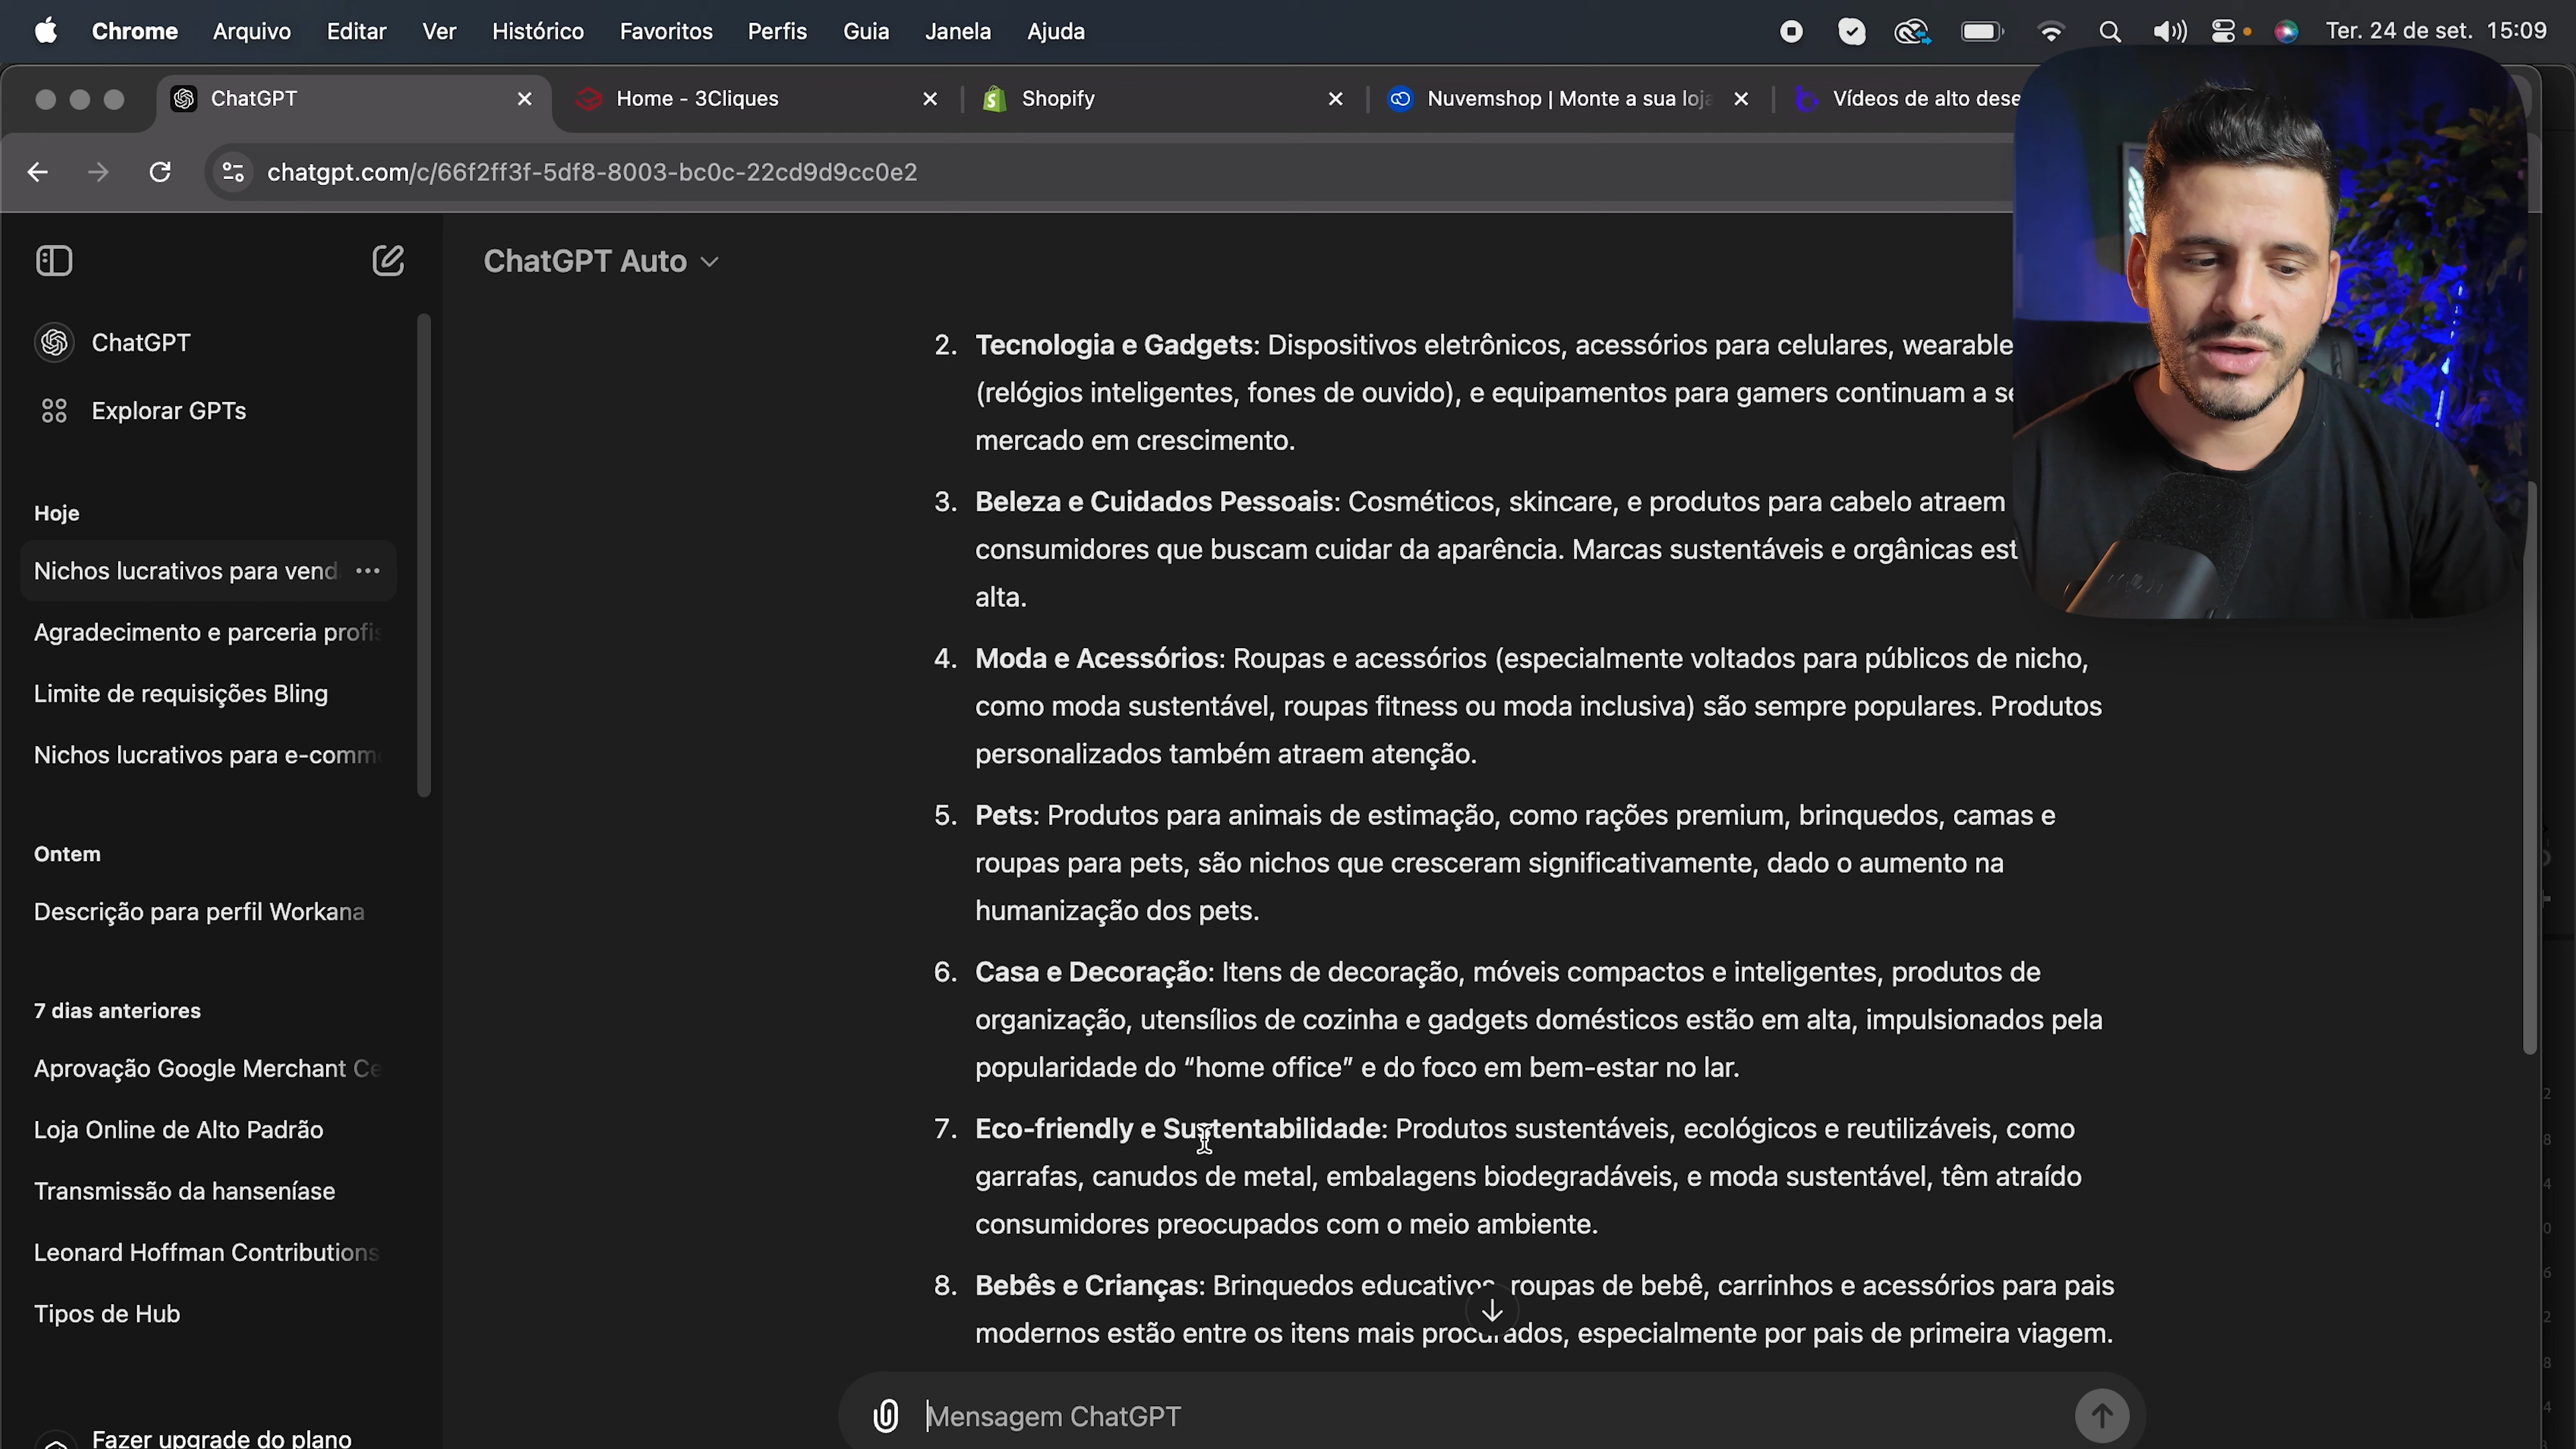 Chrome Arquivo Editar Ver Histórico Favoritos Perfis Guia Janela Ajuda Ter. 24 de set. 15:09
ChatGPT Home - 3Cliques Shopify Nuvemshop | Monte a sua loja Vídeos de alto dese
chatgpt.com/c/66f2ff3f-5df8-8003-bc0c-22cd9d9cc0e2
ChatGPT Auto
ChatGPT
Explorar GPTs
Hoje
Nichos lucrativos para vend
Agradecimento e parceria profis
Limite de requisições Bling
Nichos lucrativos para e-comme
Ontem
Descrição para perfil Workana
7 dias anteriores
Aprovação Google Merchant Ce
Loja Online de Alto Padrão
Transmissão da hanseníase
Leonard Hoffman Contributions
Tipos de Hub
Fazer upgrade do plano
2. Tecnologia e Gadgets: Dispositivos eletrônicos, acessórios para celulares, wearable
(relógios inteligentes, fones de ouvido), e equipamentos para gamers continuam a se
mercado em crescimento.
3. Beleza e Cuidados Pessoais: Cosméticos, skincare, e produtos para cabelo atraem
consumidores que buscam cuidar da aparência. Marcas sustentáveis e orgânicas est
alta.
4. Moda e Acessórios: Roupas e acessórios (especialmente voltados para públicos de nicho,
como moda sustentável, roupas fitness ou moda inclusiva) são sempre populares. Produtos
personalizados também atraem atenção.
5. Pets: Produtos para animais de estimação, como rações premium, brinquedos, camas e
roupas para pets, são nichos que cresceram significativamente, dado o aumento na
humanização dos pets.
6. Casa e Decoração: Itens de decoração, móveis compactos e inteligentes, produtos de
organização, utensílios de cozinha e gadgets domésticos estão em alta, impulsionados pela
popularidade do “home office” e do foco em bem-estar no lar.
7. Eco-friendly e Sustentabilidade: Produtos sustentáveis, ecológicos e reutilizáveis, como
garrafas, canudos de metal, embalagens biodegradáveis, e moda sustentável, têm atraído
consumidores preocupados com o meio ambiente.
8. Bebês e Crianças: Brinquedos educativos, roupas de bebê, carrinhos e acessórios para pais
modernos estão entre os itens mais procurados, especialmente por pais de primeira viagem.
Mensagem ChatGPT